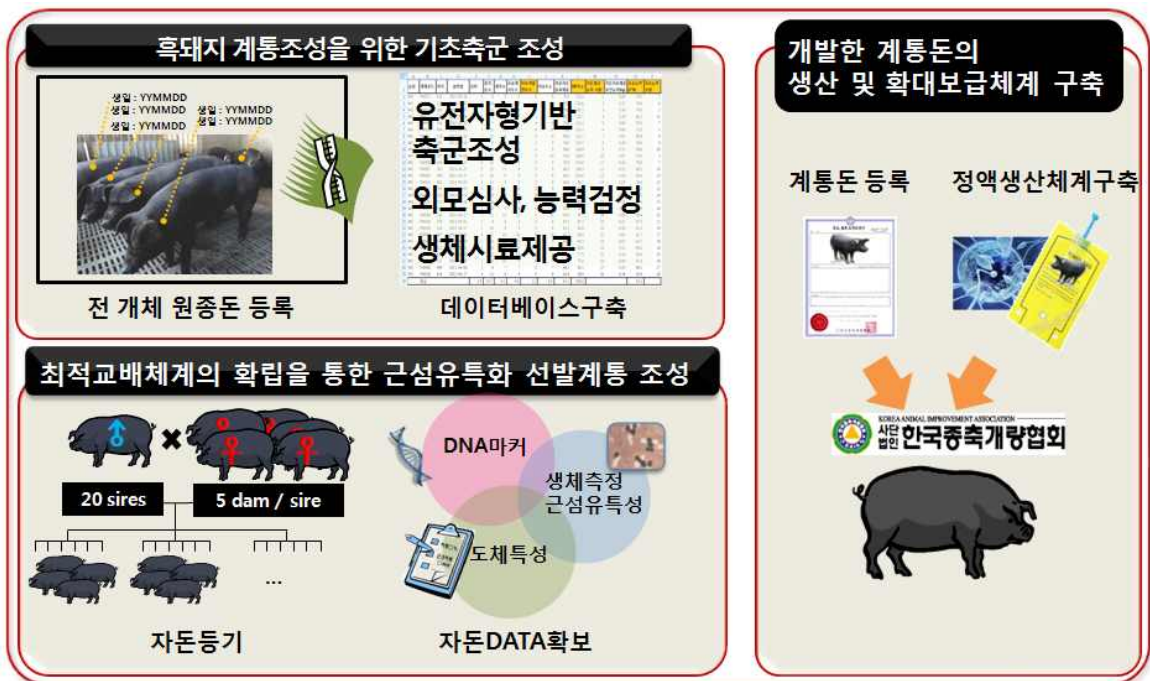 흑돼지 계통조성을 위한 기초축군 조성
생일 : YYMMDD
생일 : YYMMDD
생일 : YYMMDD
생일 : YYMMDD
생일 : YYMMDD
전 개체 원종돈 등록
유전자형기반
축군조성
외모심사, 능력검정
생체시료제공
데이터베이스구축
최적교배체계의 확립을 통한 근섬유특화 선발계통 조성
20 sires
5 dam / sire
...
자돈등기
DNA마커
생체측정
근섬유특성
도체특성
자돈DATA확보
개발한 계통돈의
생산 및 확대보급체계 구축
계통돈 등록
정액생산체계구축
KOREA ANIMAL IMPROVEMENT ASSOCIATION
사단
법인 한국종축개량협회